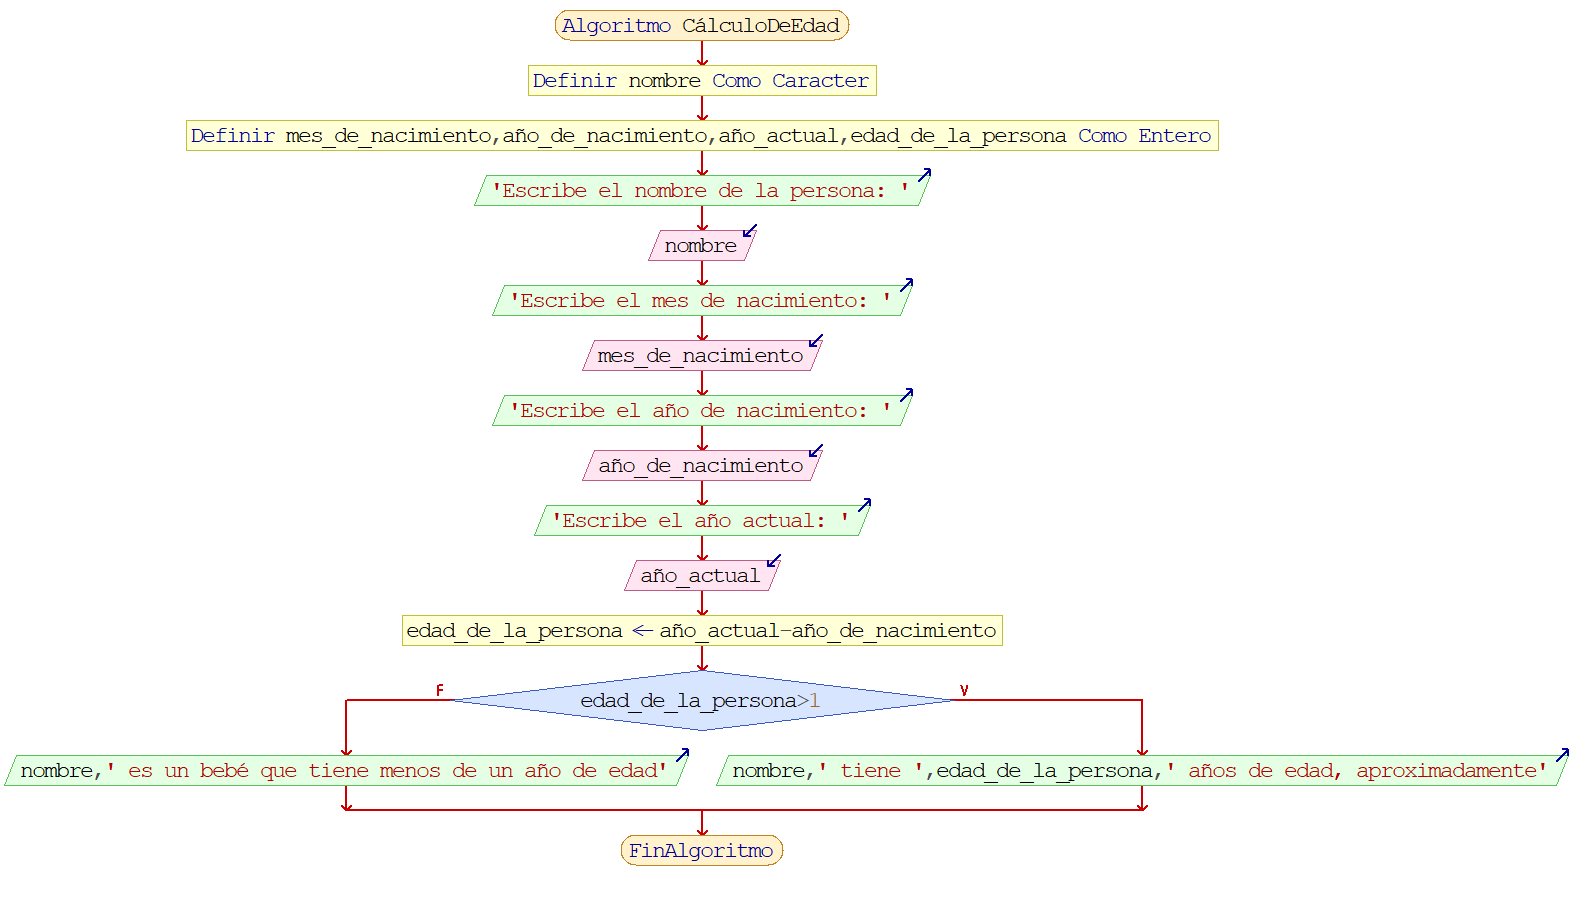 Algoritmo CálculoDeEdad
Definir nombre Como Caracter
Definir mes_de_nacimiento,año_de_nacimiento,año_actual,edad_de_la_persona Como Entero
'Escribe el nombre de la persona: '
nombre
'Escribe el mes de nacimiento: '
mes_de_nacimiento
'Escribe el año de nacimiento: '
año_de_nacimiento
'Escribe el año actual: '
año_actual
edad_de_la_persona ← año_actual-año_de_nacimiento
F
edad_de_la_persona>1
V
nombre,' es un bebé que tiene menos de un año de edad'
nombre,' tiene ',edad_de_la_persona,' años de edad, aproximadamente'
FinAlgoritmo